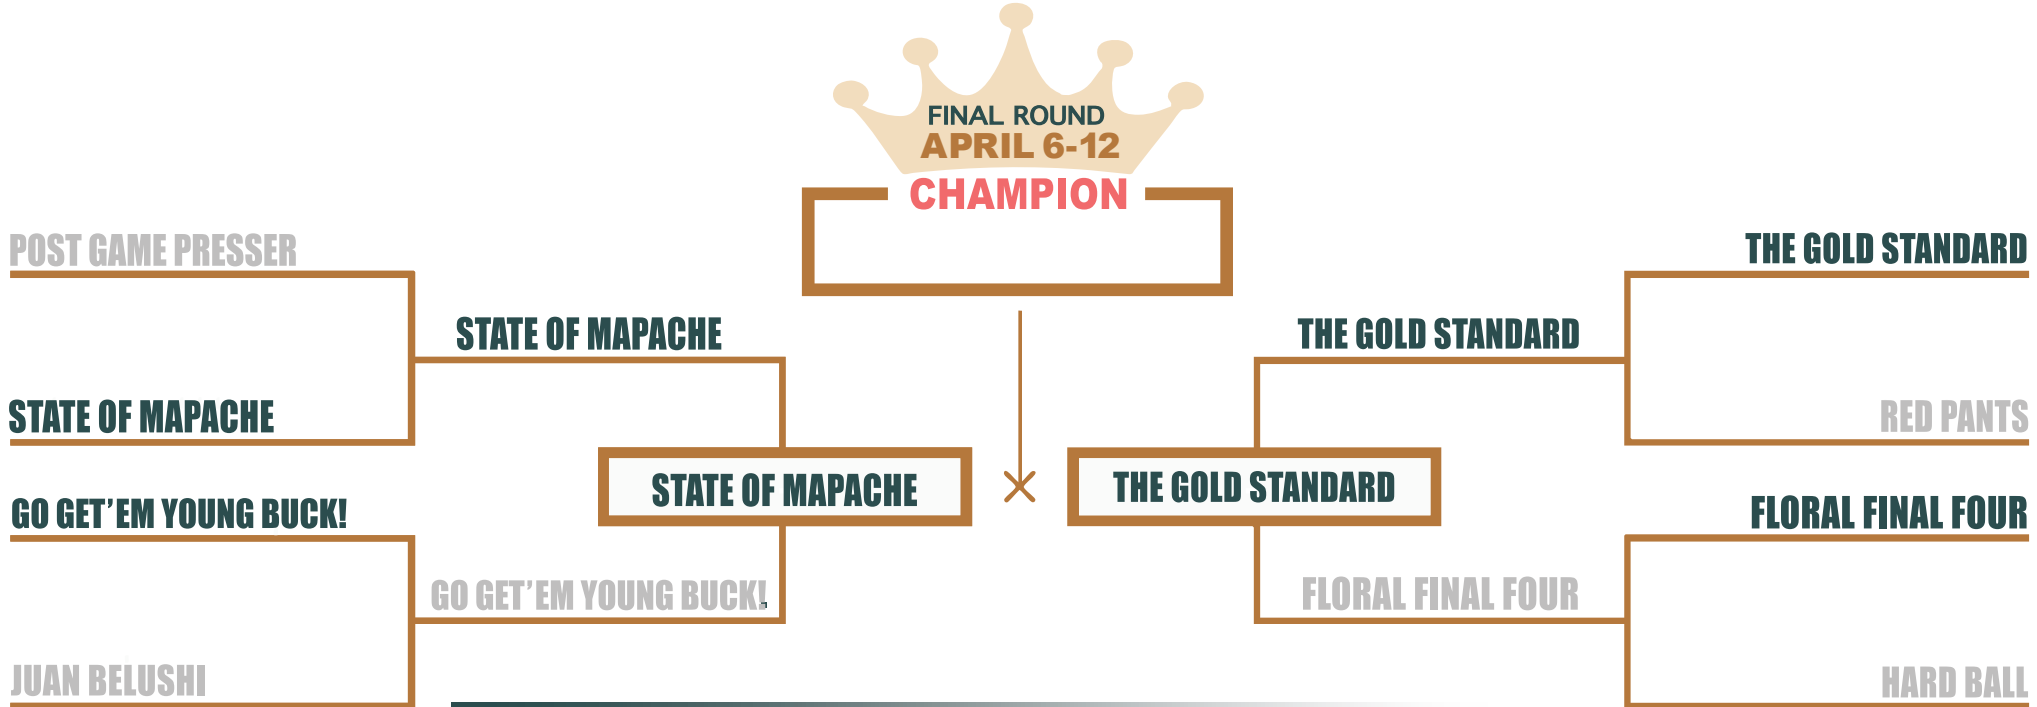 FINAL ROUND
APRIL 6-12
CHAMPION
POST GAME PRESSER
THE GOLD STANDARD
STATE OF MAPACHE
THE GOLD STANDARD
STATE OF MAPACHE
RED PANTS
STATE OF MAPACHE
THE GOLD STANDARD
GO GET'EM YOUNG BUCK!
FLORAL FINAL FOUR
GO GET'EM YOUNG BUCK!
FLORAL FINAL FOUR
JUAN BELUSHI
HARD BALL